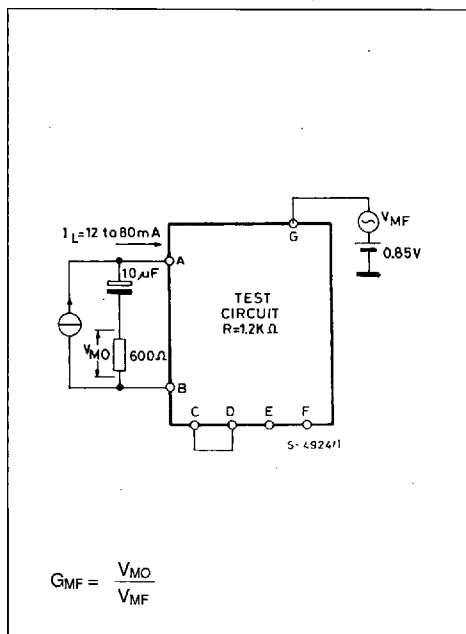 I L=12 to 80mA
A
10µF
VMO
600Ω
B
G
VMF
0.85V
TEST
CIRCUIT
R=1.2KΩ
C D E F
S-4924/1
GMF = VMO
VMF